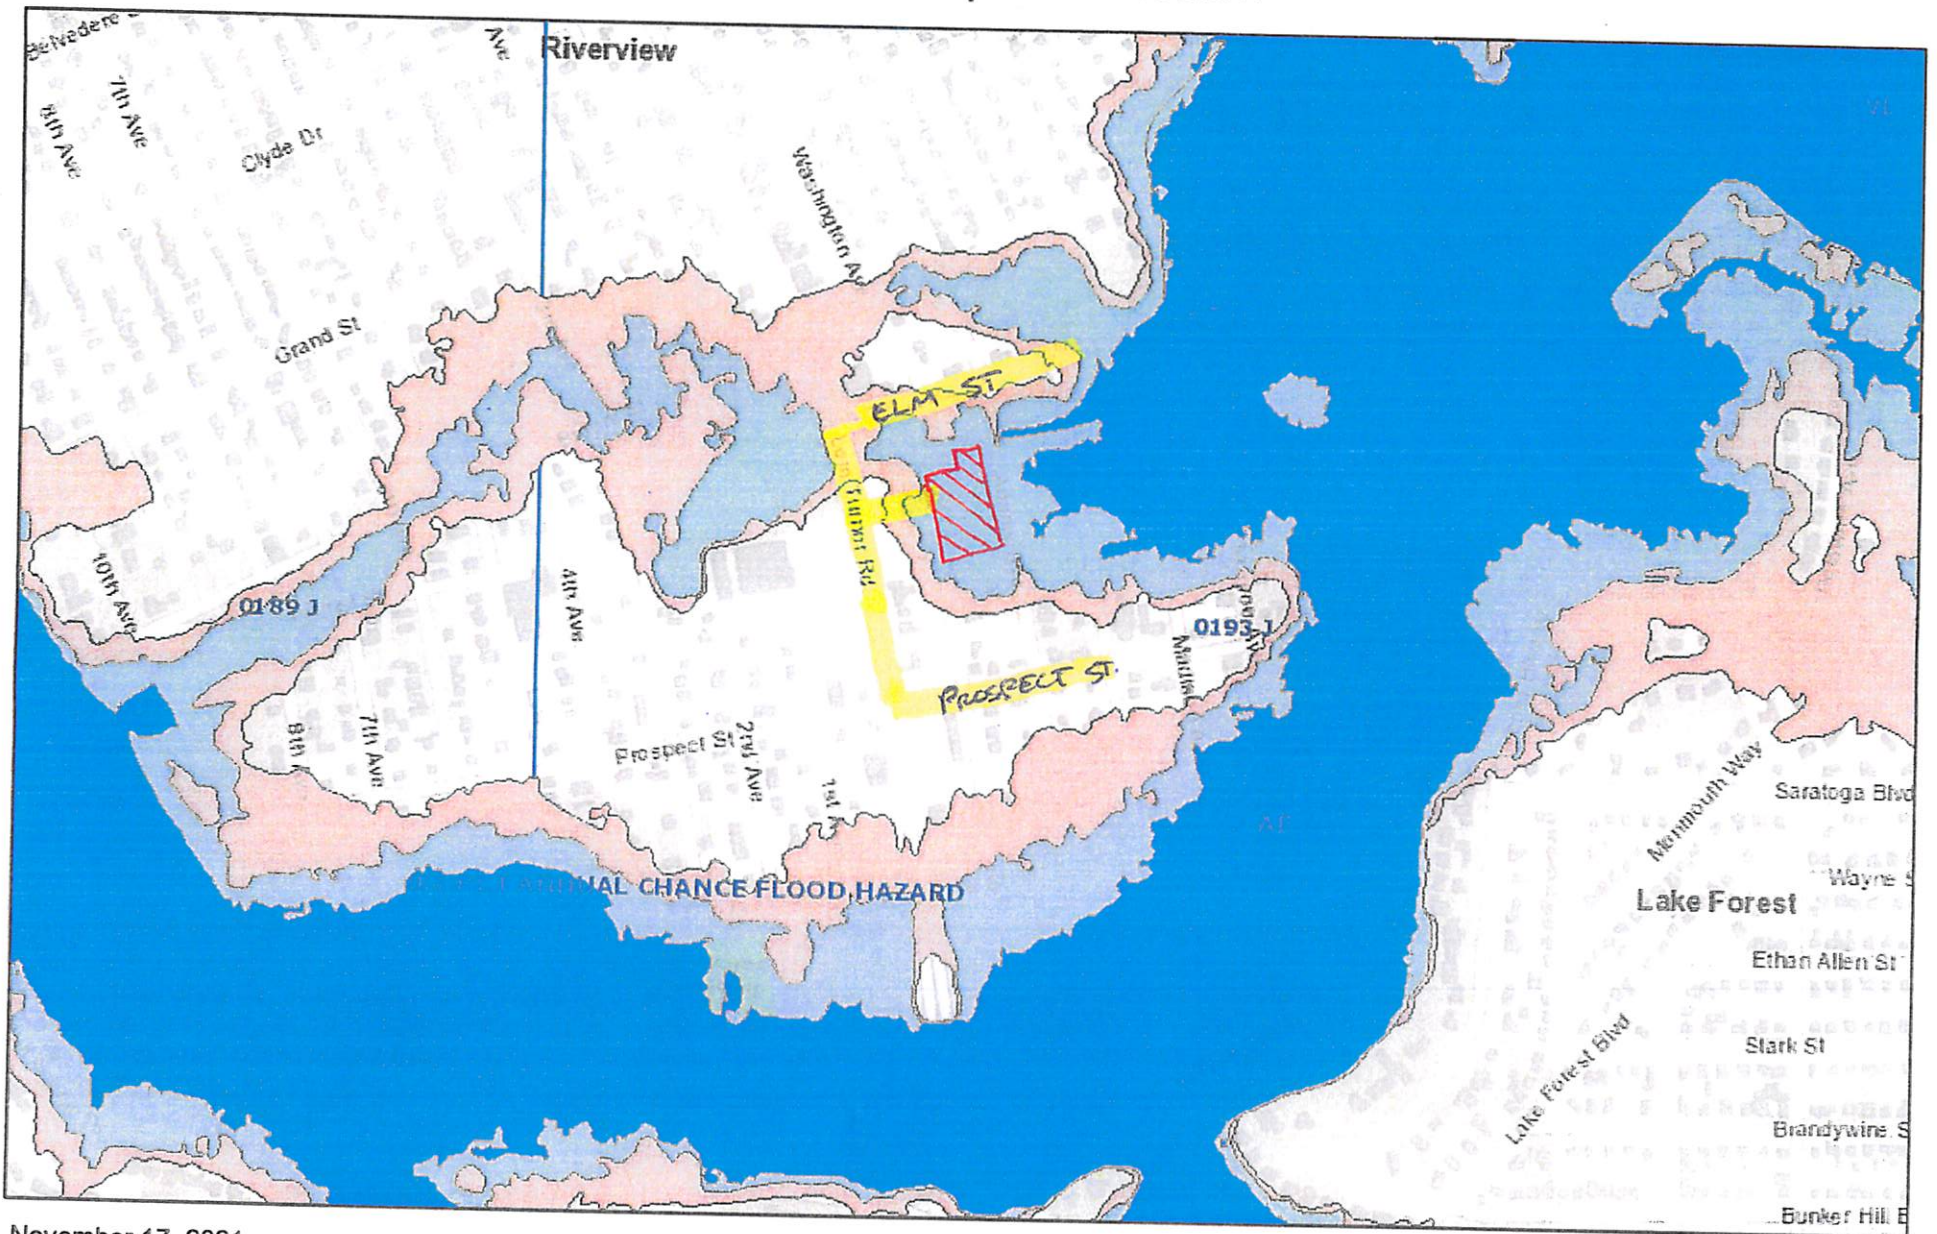 Belvedere
Ave
Riverview
7th Ave
8th Ave
Clyde Dr
Washington Av
Grand St
ELM ST
10th Ave
0189 J
4th Ave
Rd
0193 J
PROSPECT ST.
8th
7th Ave
Prospect St
2nd Ave
1st A
ANNUAL CHANCE FLOOD HAZARD
Monmouth Way
Saratoga Blvd
Wayne S
Lake Forest
Ethan Allen St
Lake Forest Blvd
Stark St
Brandywine S
Bunker Hill B